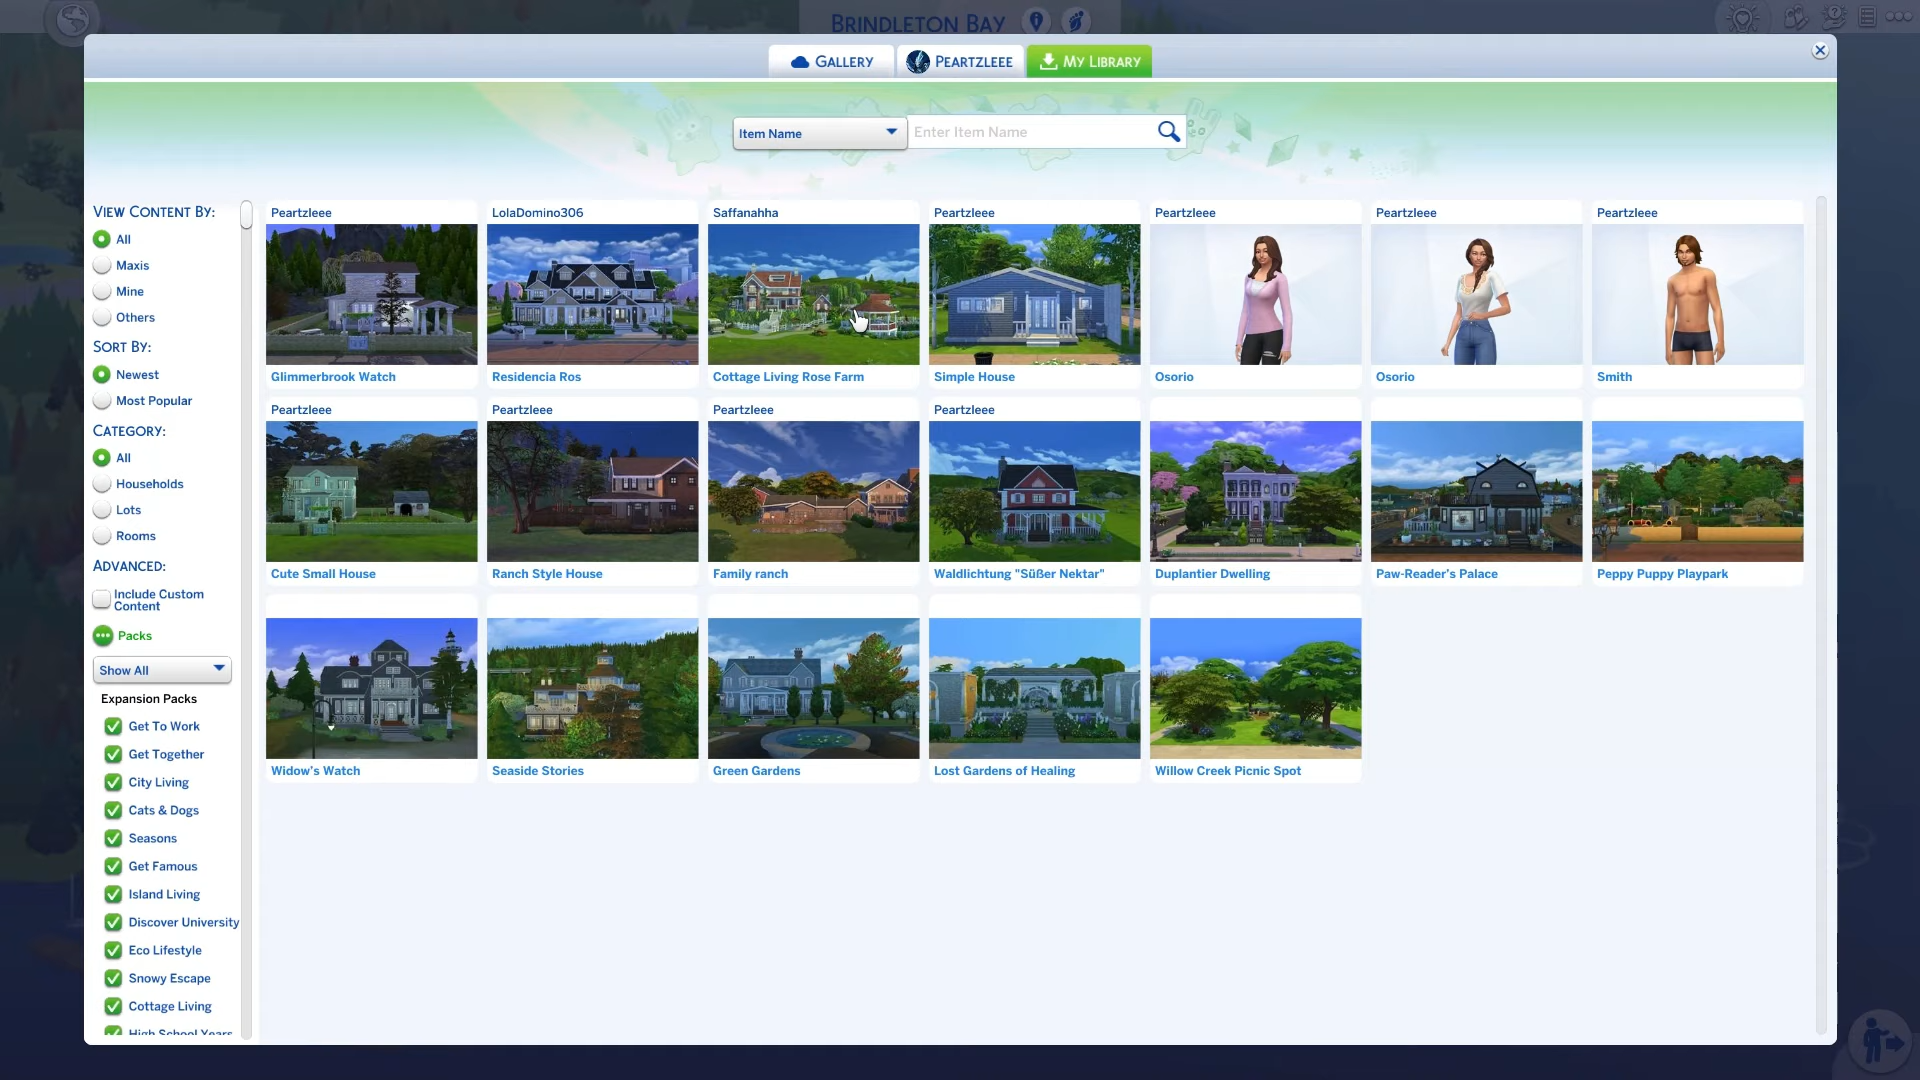 BRINDLETON BAY
GALLERY
PEARTZLEEE
MY LIBRARY
Item Name
Enter Item Name
VIEW CONTENT BY:
All
Maxis
Mine
Others
SORT BY:
Newest
Most Popular
CATEGORY:
All
Households
Lots
Rooms
ADVANCED:
Include Custom
Content
Packs
Show All
Expansion Packs
Get To Work
Get Together
City Living
Cats & Dogs
Seasons
Get Famous
Island Living
Discover University
Eco Lifestyle
Snowy Escape
Cottage Living
High School Years
Peartzleee
Glimmerbrook Watch
LolaDomino306
Residencia Ros
Saffanahha
Cottage Living Rose Farm
Peartzleee
Simple House
Peartzleee
Osorio
Peartzleee
Osorio
Peartzleee
Smith
Peartzleee
Cute Small House
Peartzleee
Ranch Style House
Peartzleee
Family ranch
Peartzleee
Waldlichtung "Süßer Nektar"
Duplantier Dwelling
Paw-Reader's Palace
Peppy Puppy Playpark
Widow's Watch
Seaside Stories
Green Gardens
Lost Gardens of Healing
Willow Creek Picnic Spot